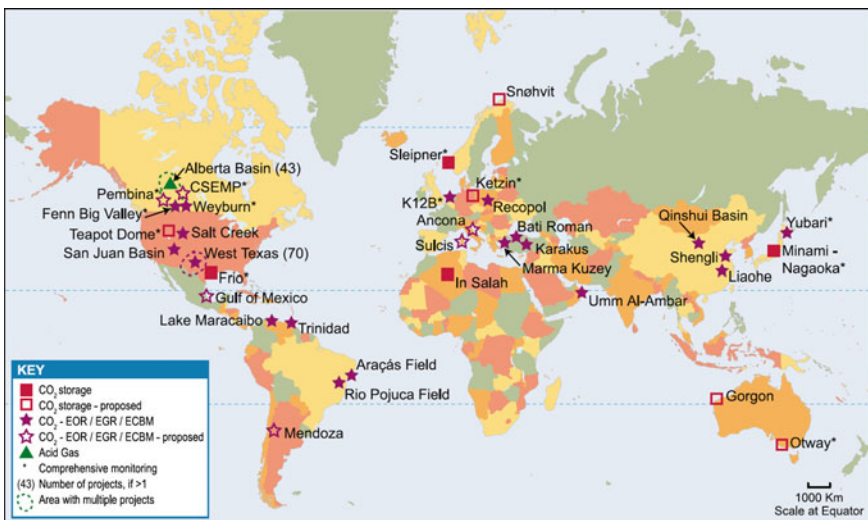 Snøhvit
Alberta Basin (43)
CSEMP*
Pembina*
Fenn Big Valley*
Weyburn*
Teapot Dome*
Salt Creek
San Juan Basin
West Texas (70)
Frio*
Gulf of Mexico
Lake Maracaibo
Trinidad
Araçás Field
Rio Pojuca Field
Mendoza
Sleipner*
Ketzin*
K12B*
Recopol
Ancona
Bati Roman
Sulcis
Karakus
Marma Kuzey
In Salah
Umm Al-Ambar
Qinshui Basin
Yubari*
Shengli
Minami -
Nagaoka*
Liaohe
Gorgon
Otway*
KEY
CO2 storage
CO2 storage - proposed
CO2 - EOR / EGR / ECBM
CO2 - EOR / EGR / ECBM - proposed
Acid Gas
* Comprehensive monitoring
(43) Number of projects, if >1
Area with multiple projects
1000 Km
Scale at Equator